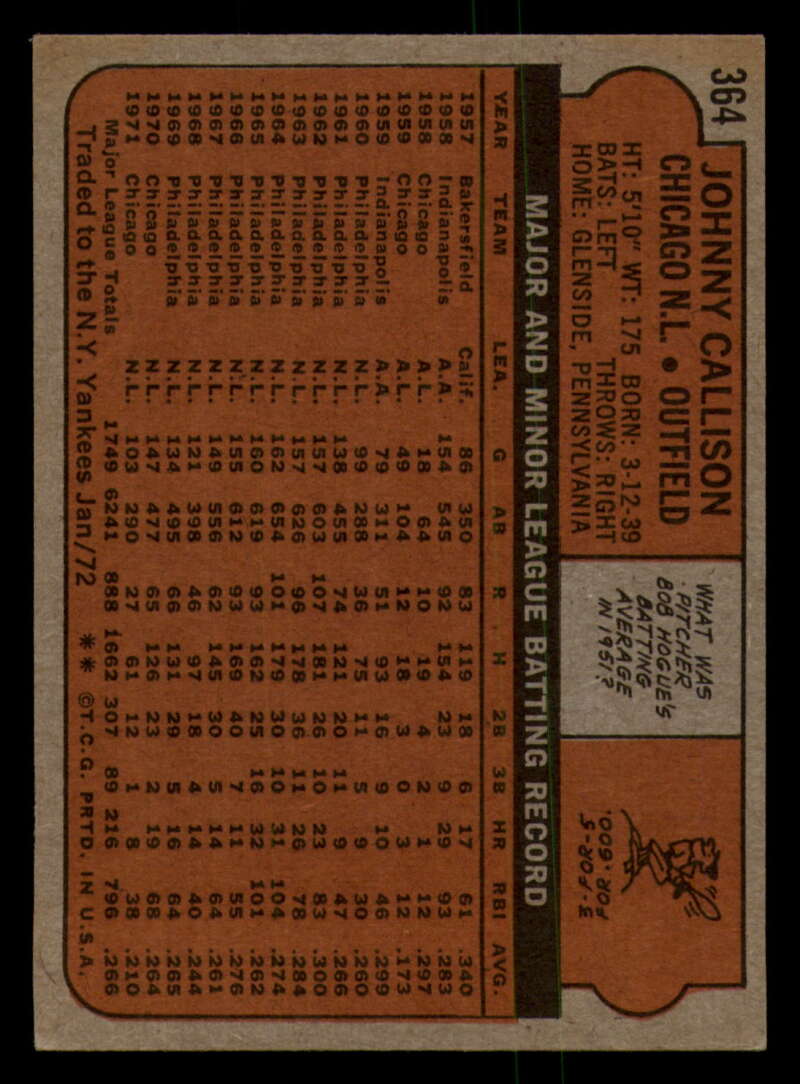 364
JOHNNY CALLISON
CHICAGO N.L. • OUTFIELD
HT: 5'10" WT: 175 BORN: 3-12-39
BATS: LEFT THROWS: RIGHT
HOME: GLENSIDE, PENNSYLVANIA
WHAT WAS
PITCHER
BOB HOGUE'S
BATTING
AVERAGE
IN 1951?
3-FOR-5
FOR .600.
MAJOR AND MINOR LEAGUE BATTING RECORD
YEAR TEAM LEA. G AB R H 2B 3B HR RBI AVG.
1957 Bakersfield Calif. 86 350 83 119 18 6 17 61 .340
1958 Indianapolis A.A. 154 545 92 154 23 9 29 93 .283
1958 Chicago A.L. 18 64 10 19 4 2 1 12 .297
1959 Chicago A.L. 49 104 12 18 3 0 3 12 .173
1959 Indianapolis A.A. 79 311 51 93 16 9 10 46 .299
1960 Philadelphia N.L. 99 288 36 75 11 5 9 30 .260
1961 Philadelphia N.L. 138 455 74 121 20 11 9 47 .266
1962 Philadelphia N.L. 157 603 107 181 26 10 23 83 .300
1963 Philadelphia N.L. 157 626 96 178 36 11 26 78 .284
1964 Philadelphia N.L. 162 654 101 179 30 10 31 104 .274
1965 Philadelphia N.L. 160 619 93 162 25 16 32 101 .262
1966 Philadelphia N.L. 155 612 93 169 40 7 11 55 .276
1967 Philadelphia N.L. 149 556 62 145 30 5 14 64 .261
1968 Philadelphia N.L. 121 398 46 97 18 4 14 40 .244
1969 Philadelphia N.L. 134 495 66 131 29 5 16 64 .265
1970 Chicago N.L. 147 477 65 126 23 2 19 68 .264
1971 Chicago N.L. 103 290 27 61 12 1 8 38 .210
Major League Totals 1749 6241 888 1662 307 89 216 796 .266
Traded to the N.Y. Yankees Jan/72 ** ©T.C.G. PRTD. IN U.S.A.